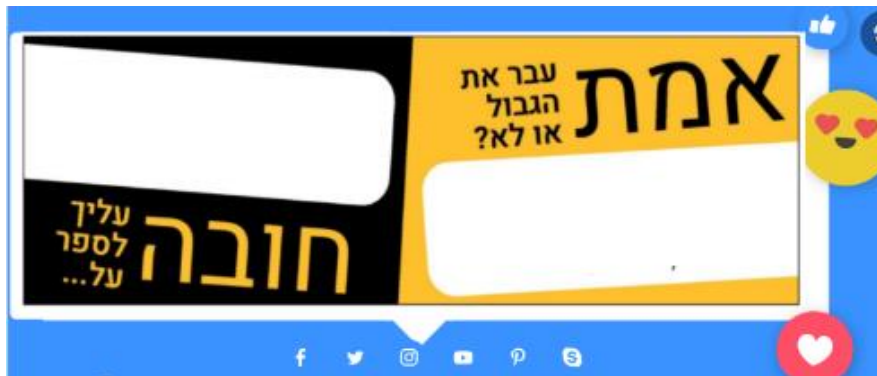 אמת
עבר את
הגבול
או לא?
חובה
עליך
לספר
על...